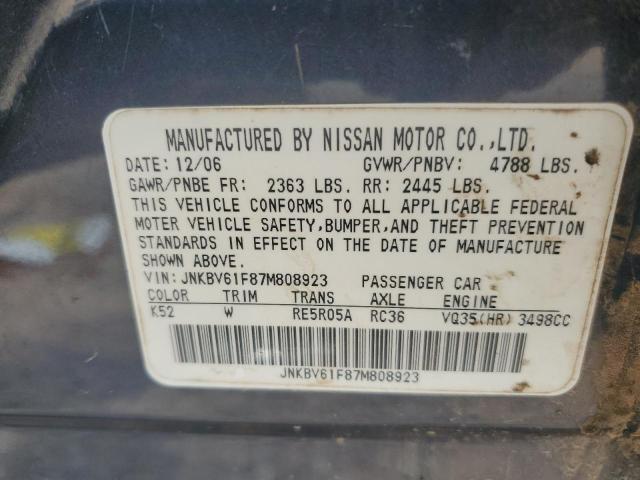 MANUFACTURED BY NISSAN MOTOR CO.,LTD.
DATE: 12/06 GVWR/PNBV: 4788 LBS.
GAWR/PNBE FR: 2363 LBS. RR: 2445 LBS.
THIS VEHICLE CONFORMS TO ALL APPLICABLE FEDERAL
MOTOR VEHICLE SAFETY,BUMPER,AND THEFT PREVENTION
STANDARDS IN EFFECT ON THE DATE OF MANUFACTURE
SHOWN ABOVE.
VIN: JNKBV61F87M808923 PASSENGER CAR
COLOR TRIM TRANS AXLE ENGINE
K52 W RE5R05A RC36 VQ35(HR) 3498CC
JNKBV61F87M808923